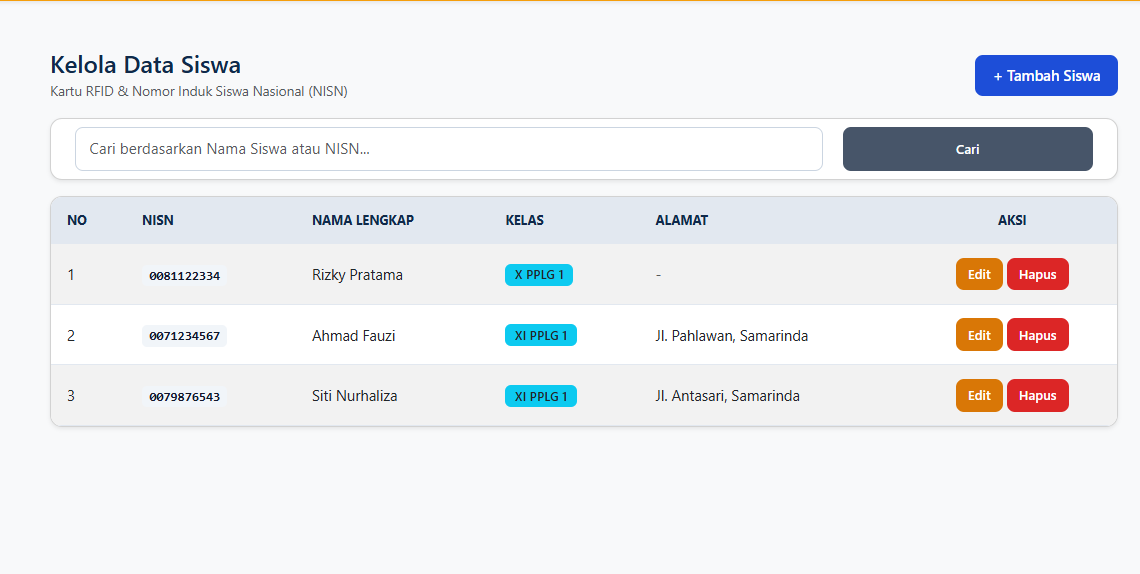 Kelola Data Siswa
Kartu RFID & Nomor Induk Siswa Nasional (NISN)
+ Tambah Siswa
Cari berdasarkan Nama Siswa atau NISN...
Cari
NO NISN NAMA LENGKAP KELAS ALAMAT AKSI
1 0081122334 Rizky Pratama X PPLG 1 - Edit Hapus
2 0071234567 Ahmad Fauzi XI PPLG 1 Jl. Pahlawan, Samarinda Edit Hapus
3 0079876543 Siti Nurhaliza XI PPLG 1 Jl. Antasari, Samarinda Edit Hapus